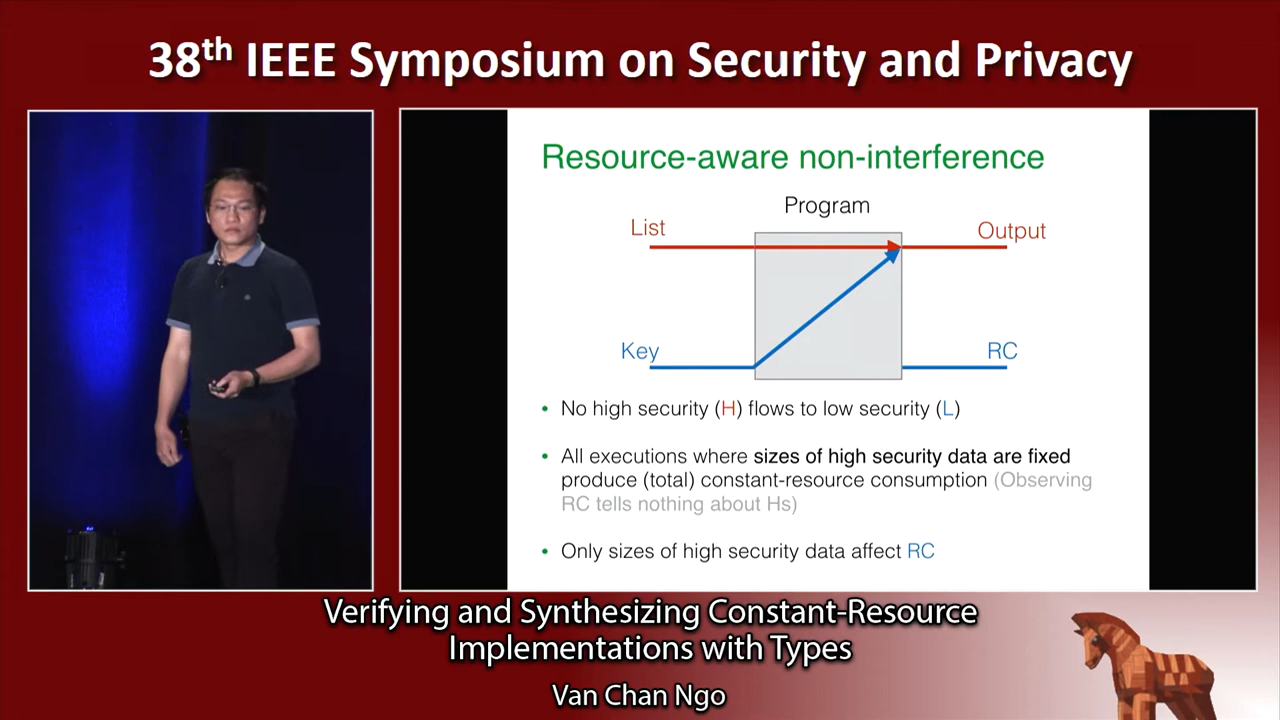 38th IEEE Symposium on Security and Privacy
Resource-aware non-interference
Program
List
Output
Key
RC
• No high security (H) flows to low security (L)
• All executions where sizes of high security data are fixed
produce (total) constant-resource consumption (Observing
RC tells nothing about Hs)
• Only sizes of high security data affect RC
Verifying and Synthesizing Constant-Resource
Implementations with Types
Van Chan Ngo